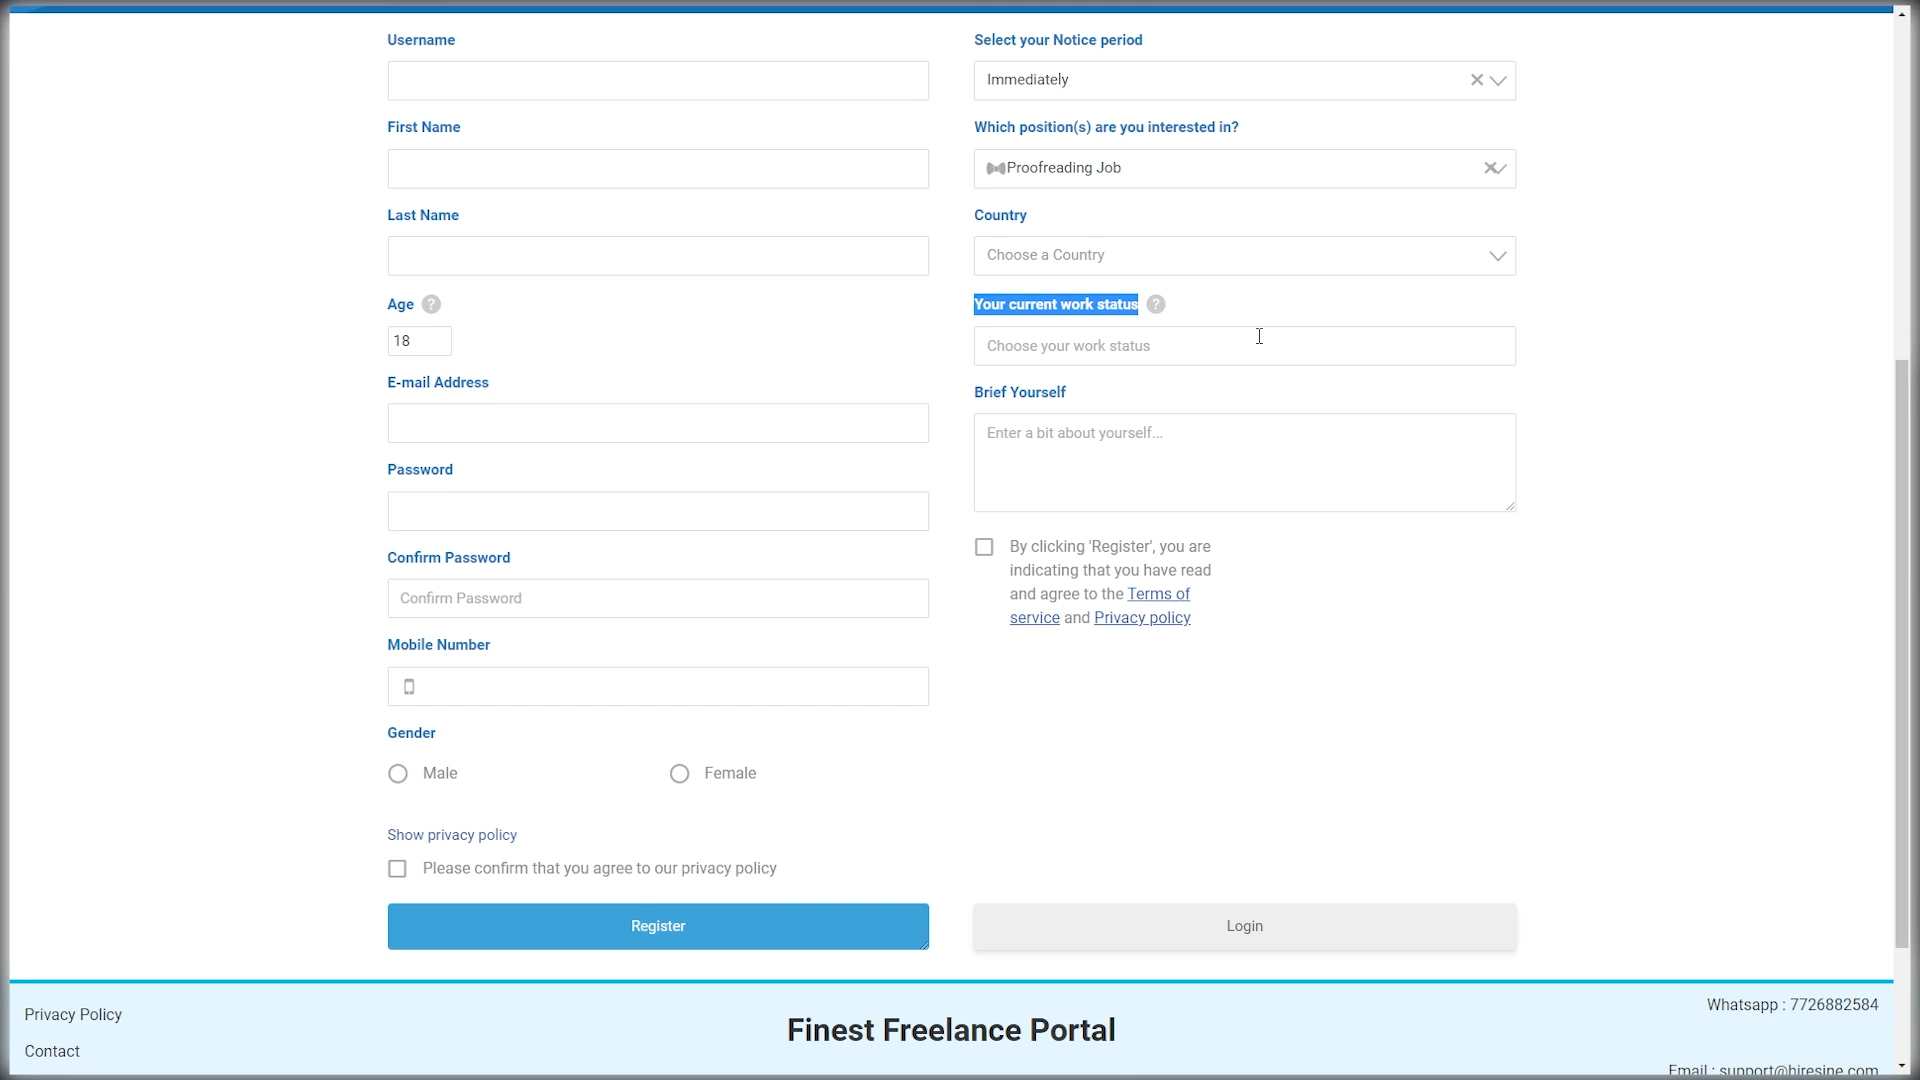 Username
First Name
Last Name
Age ?
18
E-mail Address
Password
Confirm Password
Confirm Password
Mobile Number
Gender
Male Female
Show privacy policy
Please confirm that you agree to our privacy policy
Register
Select your Notice period
Immediately
Which position(s) are you interested in?
Proofreading Job
Country
Choose a Country
Your current work status ?
Choose your work status
Brief Yourself
Enter a bit about yourself...
By clicking 'Register', you are
indicating that you have read
and agree to the Terms of
service and Privacy policy
Login
Privacy Policy
Contact
Finest Freelance Portal
Whatsapp : 7726882584
Email : support@hiresine.com